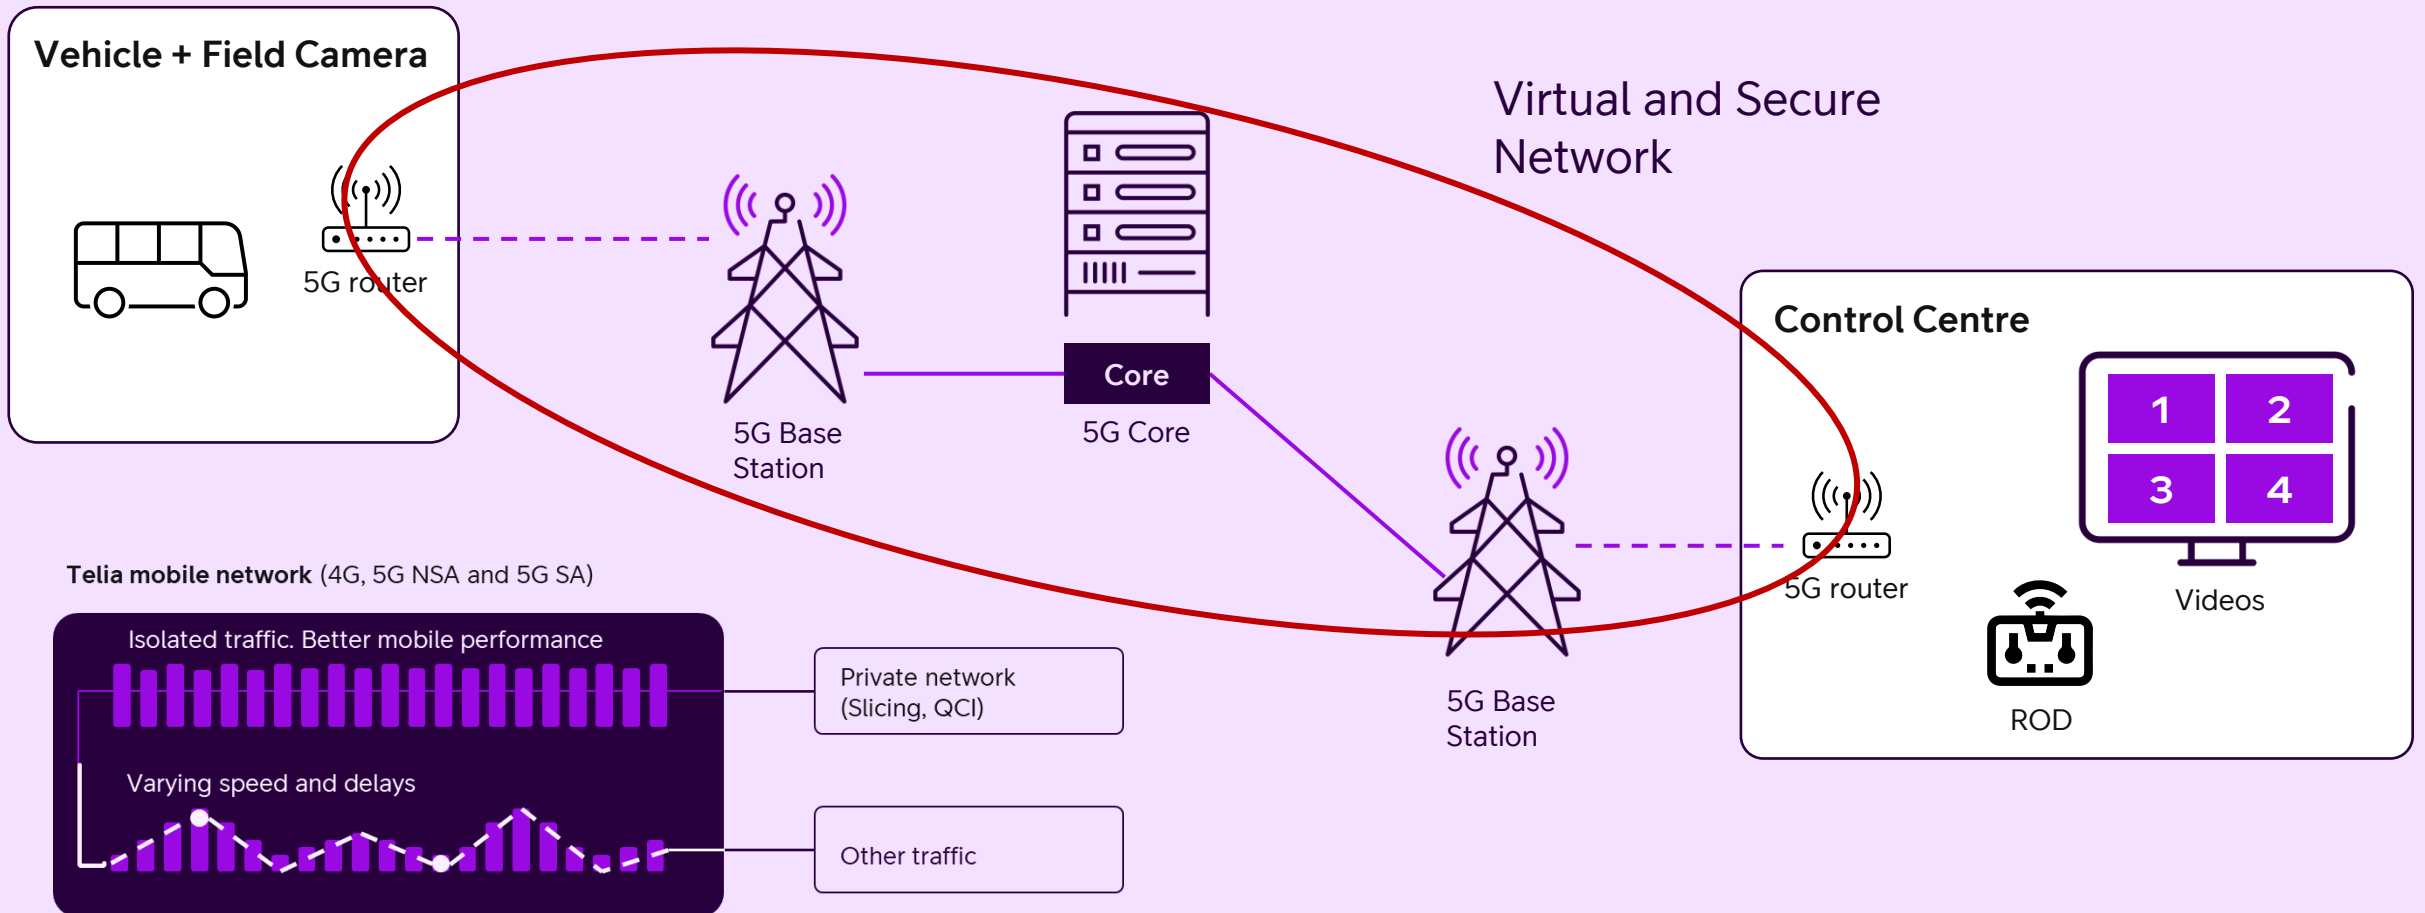 Vehicle + Field Camera
5G router
5G Base
Station
Core
5G Core
Virtual and Secure
Network
5G Base
Station
Control Centre
1
2
3
4
Videos
5G router
ROD
Telia mobile network (4G, 5G NSA and 5G SA)
Isolated traffic. Better mobile performance
Varying speed and delays
Private network
(Slicing, QCI)
Other traffic